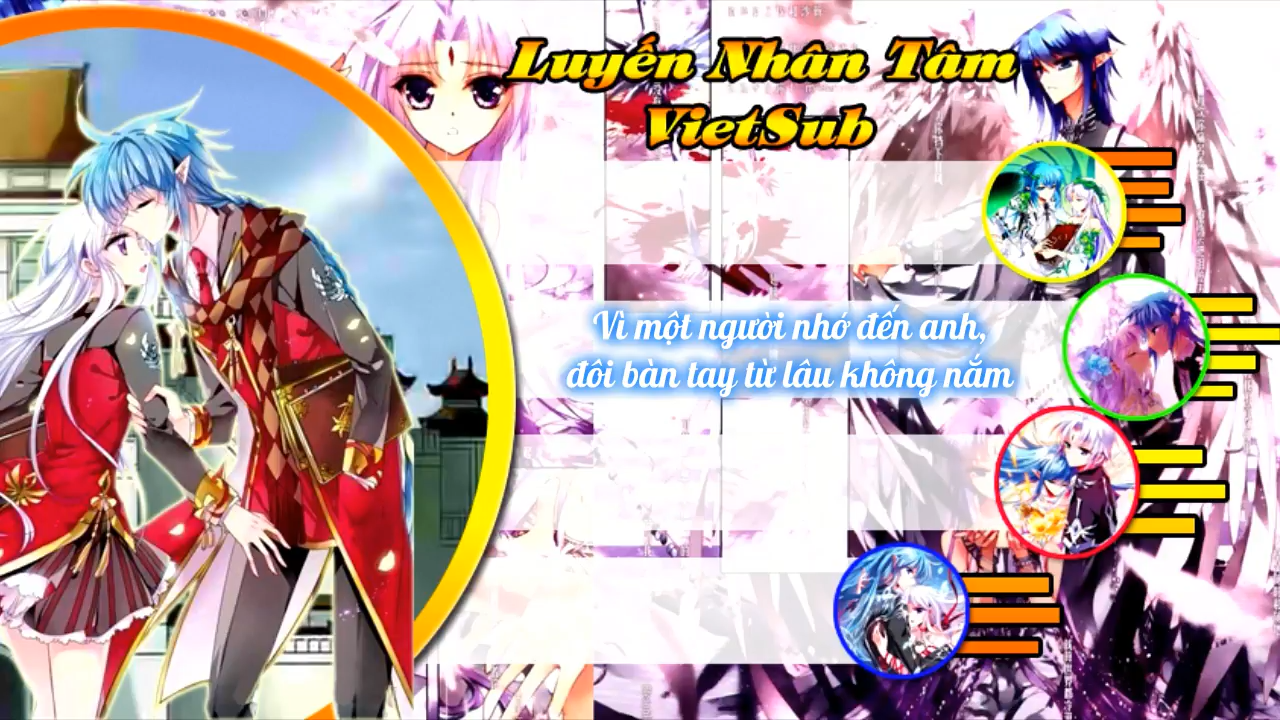 Luyến Nhân Tâm
VietSub
Vì một người nhớ đến anh,
đôi bàn tay từ lâu không nắm